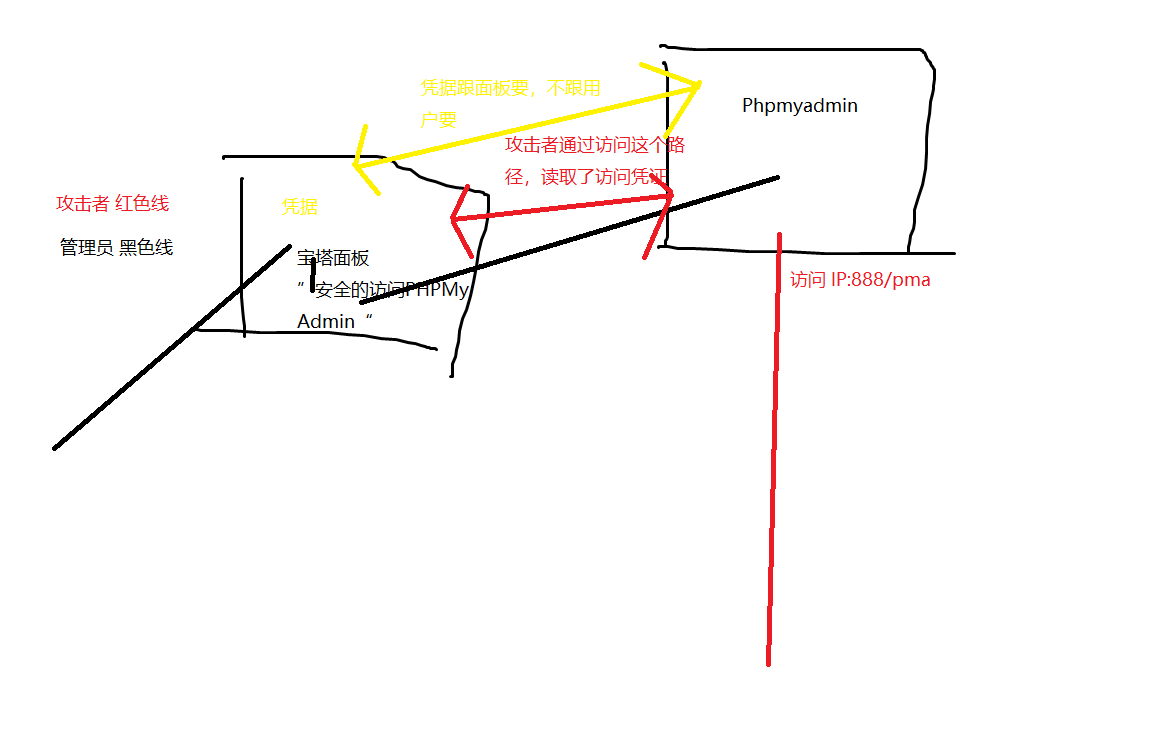 凭据跟面板要，不跟用
户要
Phpmyadmin
攻击者通过访问这个路
径，读取了访问凭证
攻击者 红色线
凭据
管理员 黑色线
宝塔面板
”安全的访问PHPMy
Admin“
访问 IP:888/pma